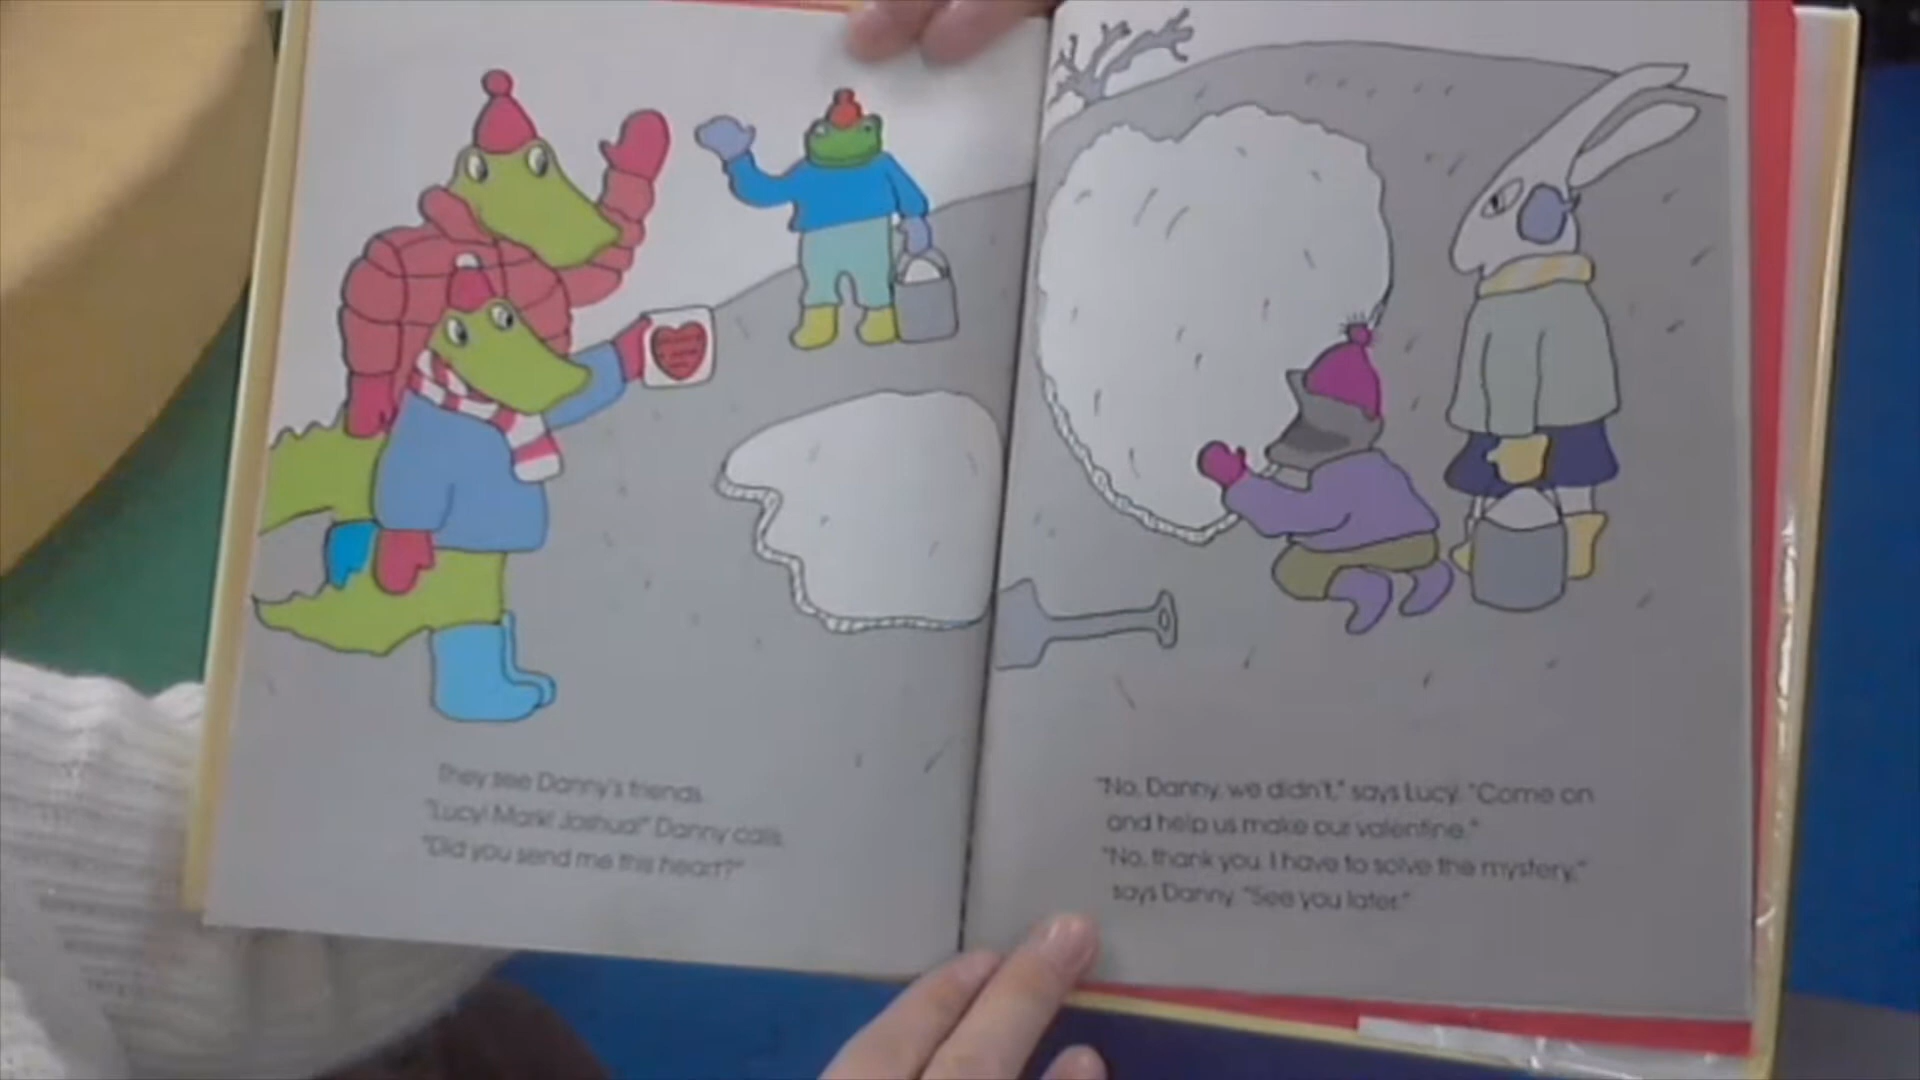 They see Danny's friends.
"Lucy! Mark! Joshua!" Danny calls.
"Did you send me this heart?"
"No, Danny, we didn't," says Lucy. "Come on
and help us make our valentine."
"No, thank you. I have to solve the mystery,"
says Danny. "See you later."